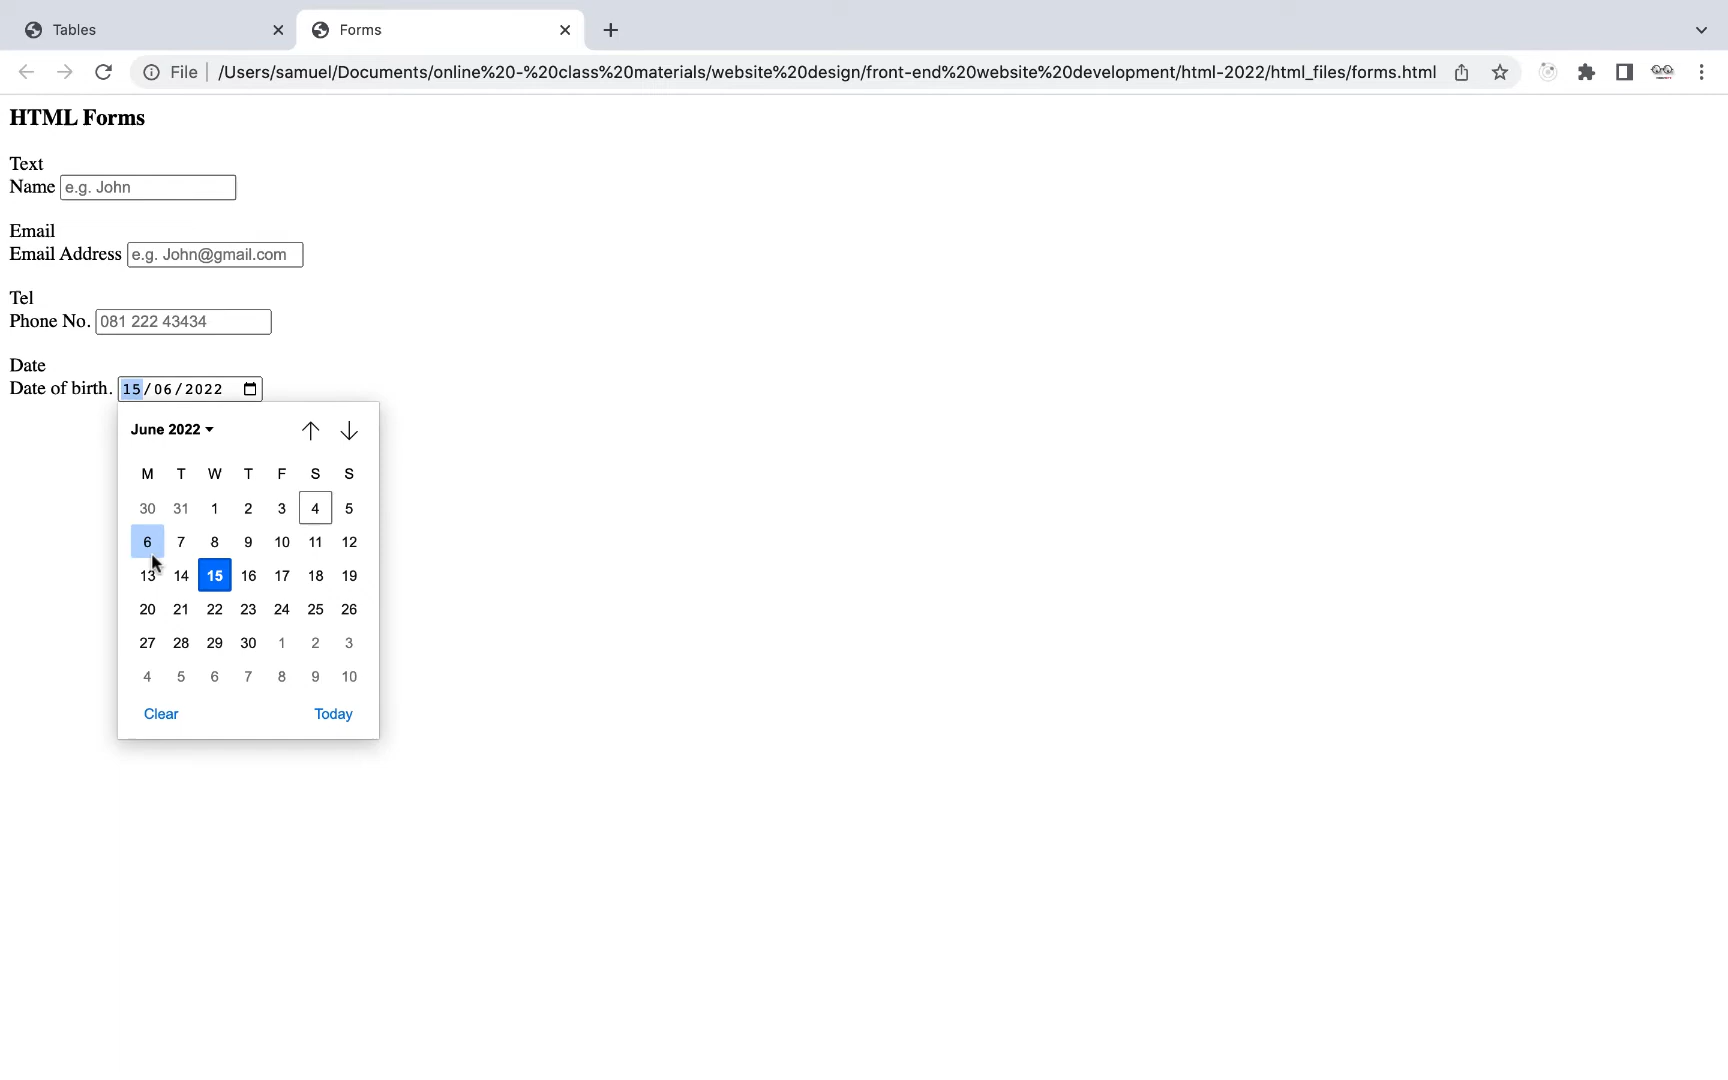 Tables
Forms
File /Users/samuel/Documents/online%20-%20class%20materials/website%20design/front-end%20website%20development/html-2022/html_files/forms.html
HTML Forms
Text
Name e.g. John
Email
Email Address e.g. John@gmail.com
Tel
Phone No. 081 222 43434
Date
Date of birth. 15/06/2022
June 2022
M T W T F S S
30 31 1 2 3 4 5
6 7 8 9 10 11 12
13 14 15 16 17 18 19
20 21 22 23 24 25 26
27 28 29 30 1 2 3
4 5 6 7 8 9 10
Clear Today